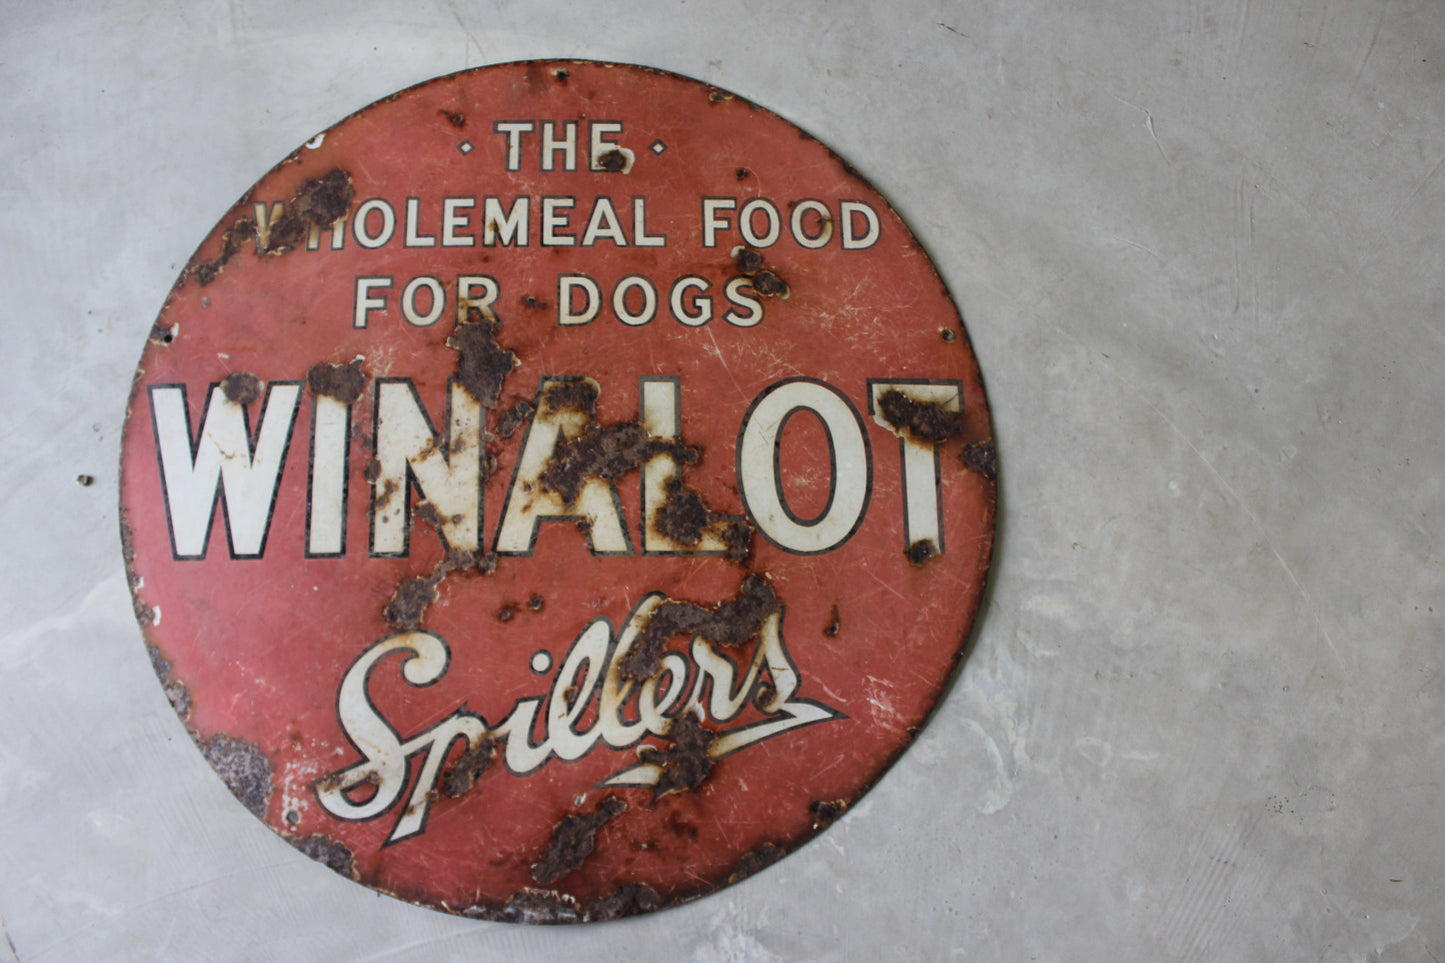 · THE ·
WHOLEMEAL FOOD
FOR DOGS
WINALOT
Spillers